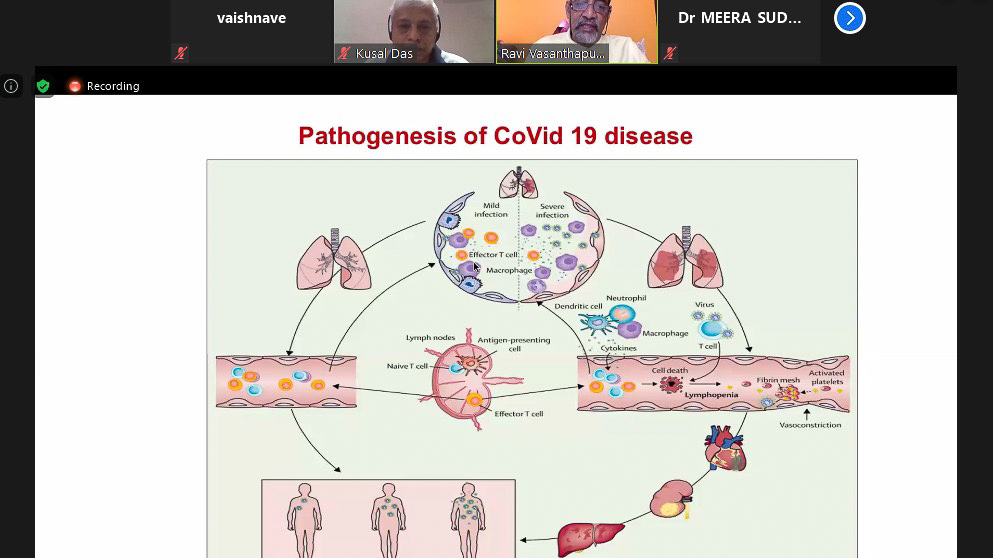 vaishnave
Kusal Das
Ravi Vasanthapu...
Dr MEERA SUD...
Recording
Pathogenesis of CoVid 19 disease
Mild
infection
Severe
infection
Effector T cell
Macrophage
Dendritic cell
Neutrophil
Macrophage
Virus
T cell
Cytokines
Lymph nodes
Antigen-presenting
cell
Naive T cell
Effector T cell
Cell death
Lymphopenia
Fibrin mesh
Activated
platelets
Vasoconstriction